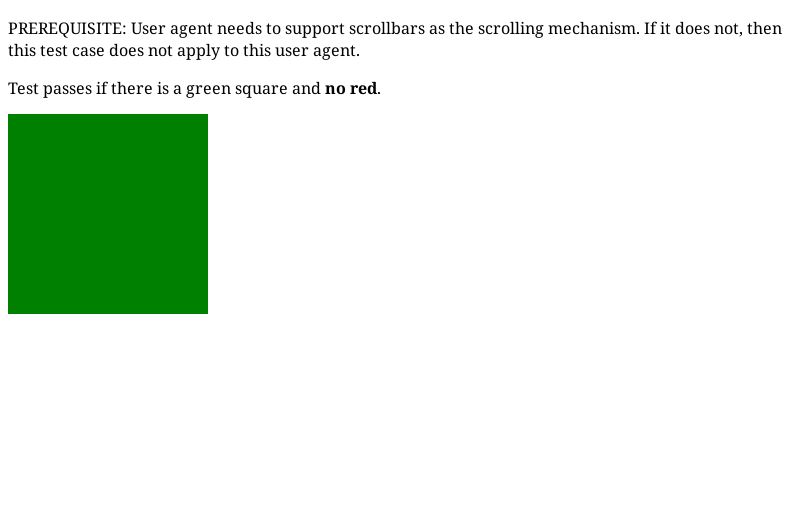 PREREQUISITE: User agent needs to support scrollbars as the scrolling mechanism. If it does not, then
this test case does not apply to this user agent.
Test passes if there is a green square and no red.